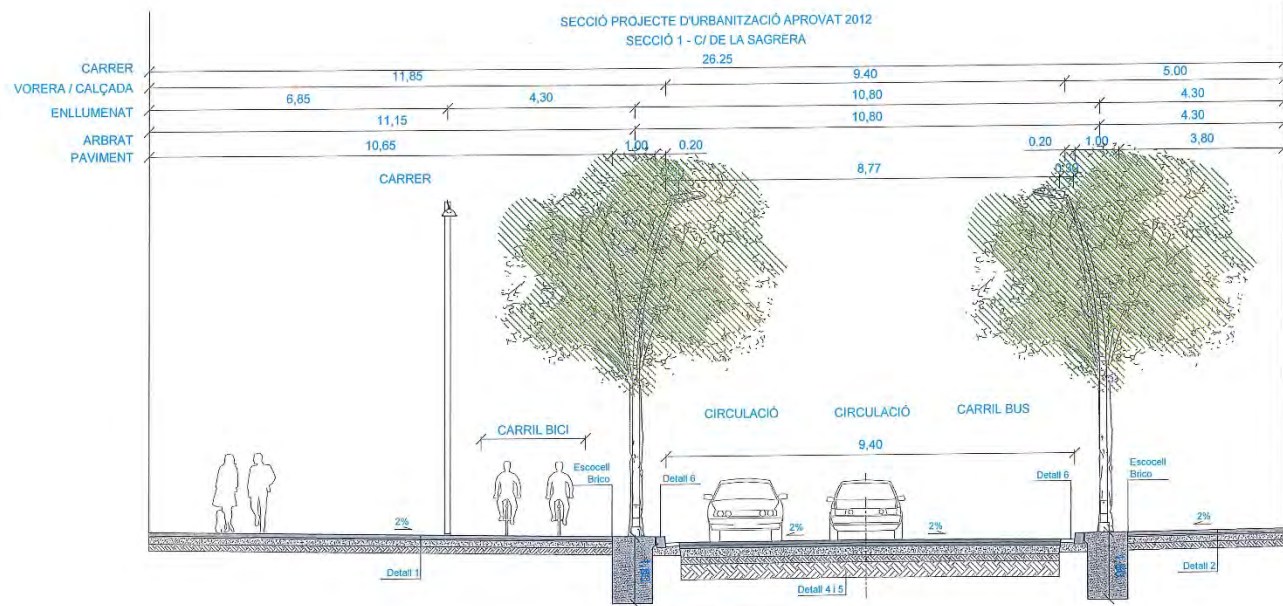 SECCIÓ PROJECTE D'URBANITZACIÓ APROVAT 2012
SECCIÓ 1 - C/ DE LA SAGRERA
26.25
CARRER
11,85 9.40 5.00
VORERA / CALÇADA
6,85 4,30 10,80 4.30
ENLLUMENAT
11,15 10,80 4.30
ARBRAT
10,65 1.00 0.20 0.20 1.00 3,80
PAVIMENT
8,77
CARRER
CIRCULACIÓ CIRCULACIÓ CARRIL BUS
CARRIL BICI
9,40
Escocell
Brico
Detall 6
Detall 6
Escocell
Brico
2% 2% 2% 2%
Detall 1
Detall 4 i 5
Detall 2